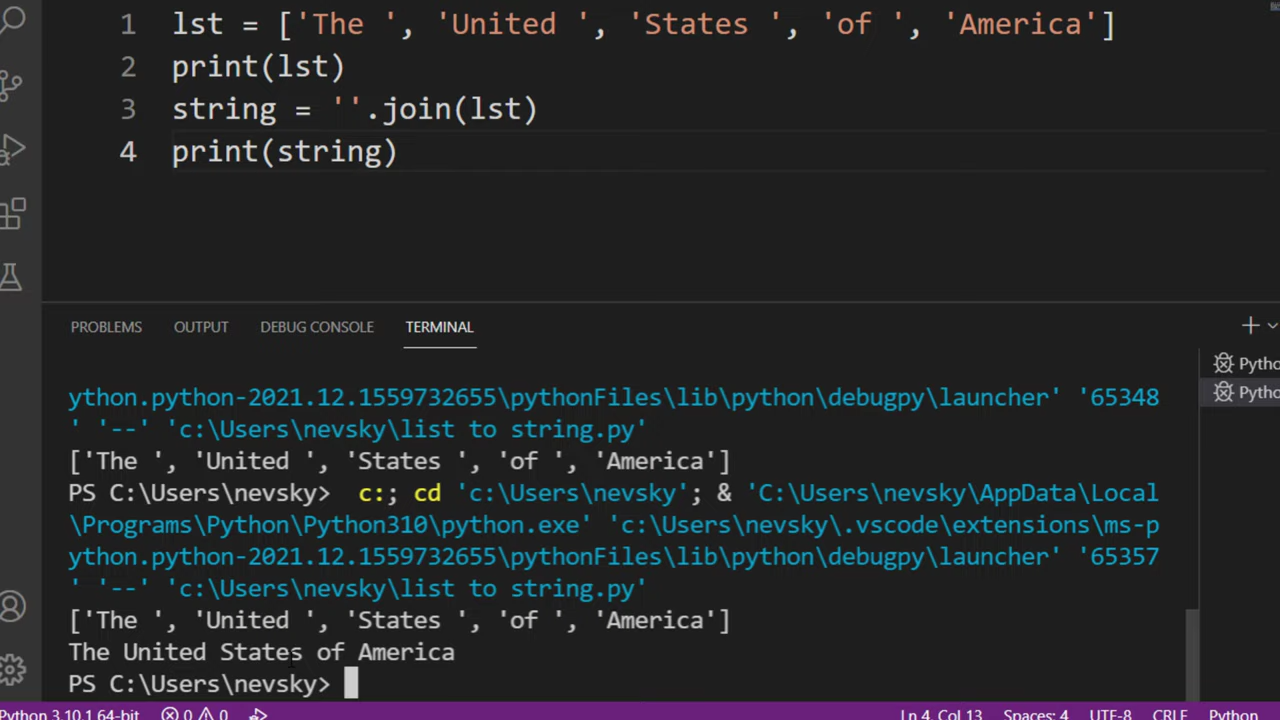 1 lst = ['The ', 'United ', 'States ', 'of ', 'America']
2 print(lst)
3 string = ''.join(lst)
4 print(string)
PROBLEMS OUTPUT DEBUG CONSOLE TERMINAL
ython.python-2021.12.1559732655\pythonFiles\lib\python\debugpy\launcher' '65348
' '--' 'c:\Users\nevsky\list to string.py'
['The ', 'United ', 'States ', 'of ', 'America']
PS C:\Users\nevsky> c:; cd 'c:\Users\nevsky'; & 'C:\Users\nevsky\AppData\Local
\Programs\Python\Python310\python.exe' 'c:\Users\nevsky\.vscode\extensions\ms-p
ython.python-2021.12.1559732655\pythonFiles\lib\python\debugpy\launcher' '65357
' '--' 'c:\Users\nevsky\list to string.py'
['The ', 'United ', 'States ', 'of ', 'America']
The United States of America
PS C:\Users\nevsky>
Pytho
Pytho
Python 3.10.1 64-bit 0 0 Ln 4, Col 13 Spaces: 4 UTF-8 CRLF Python